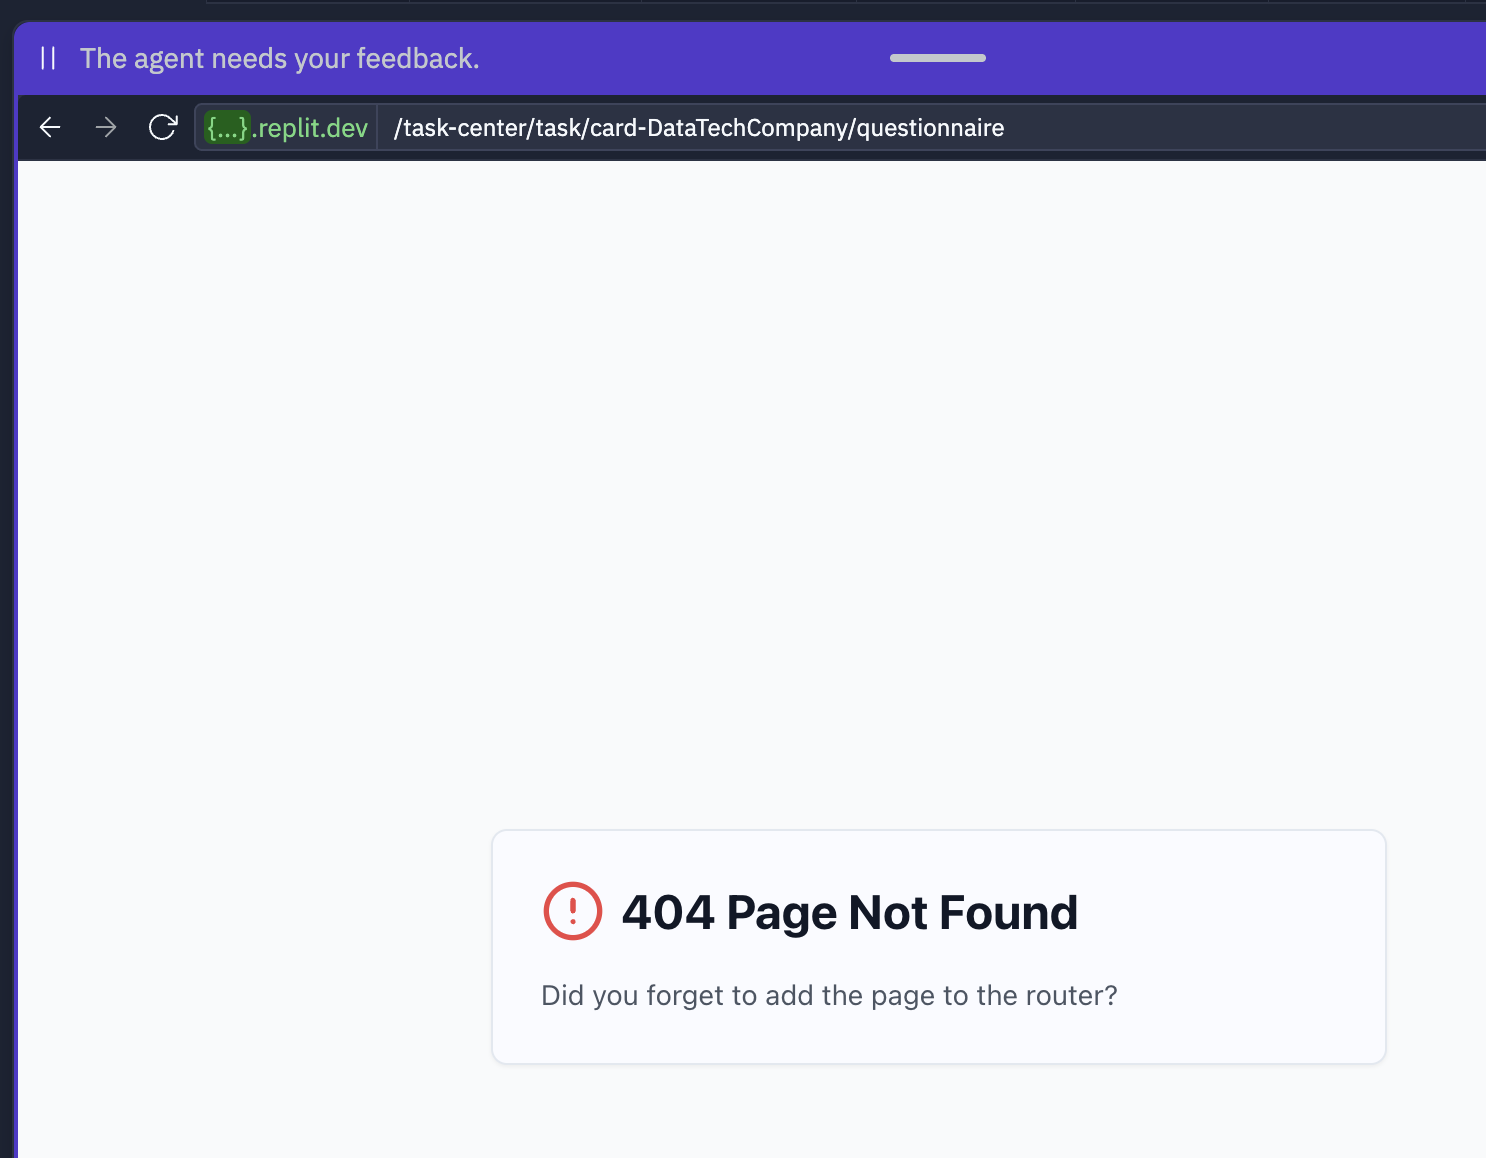 The agent needs your feedback.
{...}.replit.dev /task-center/task/card-DataTechCompany/questionnaire
404 Page Not Found
Did you forget to add the page to the router?